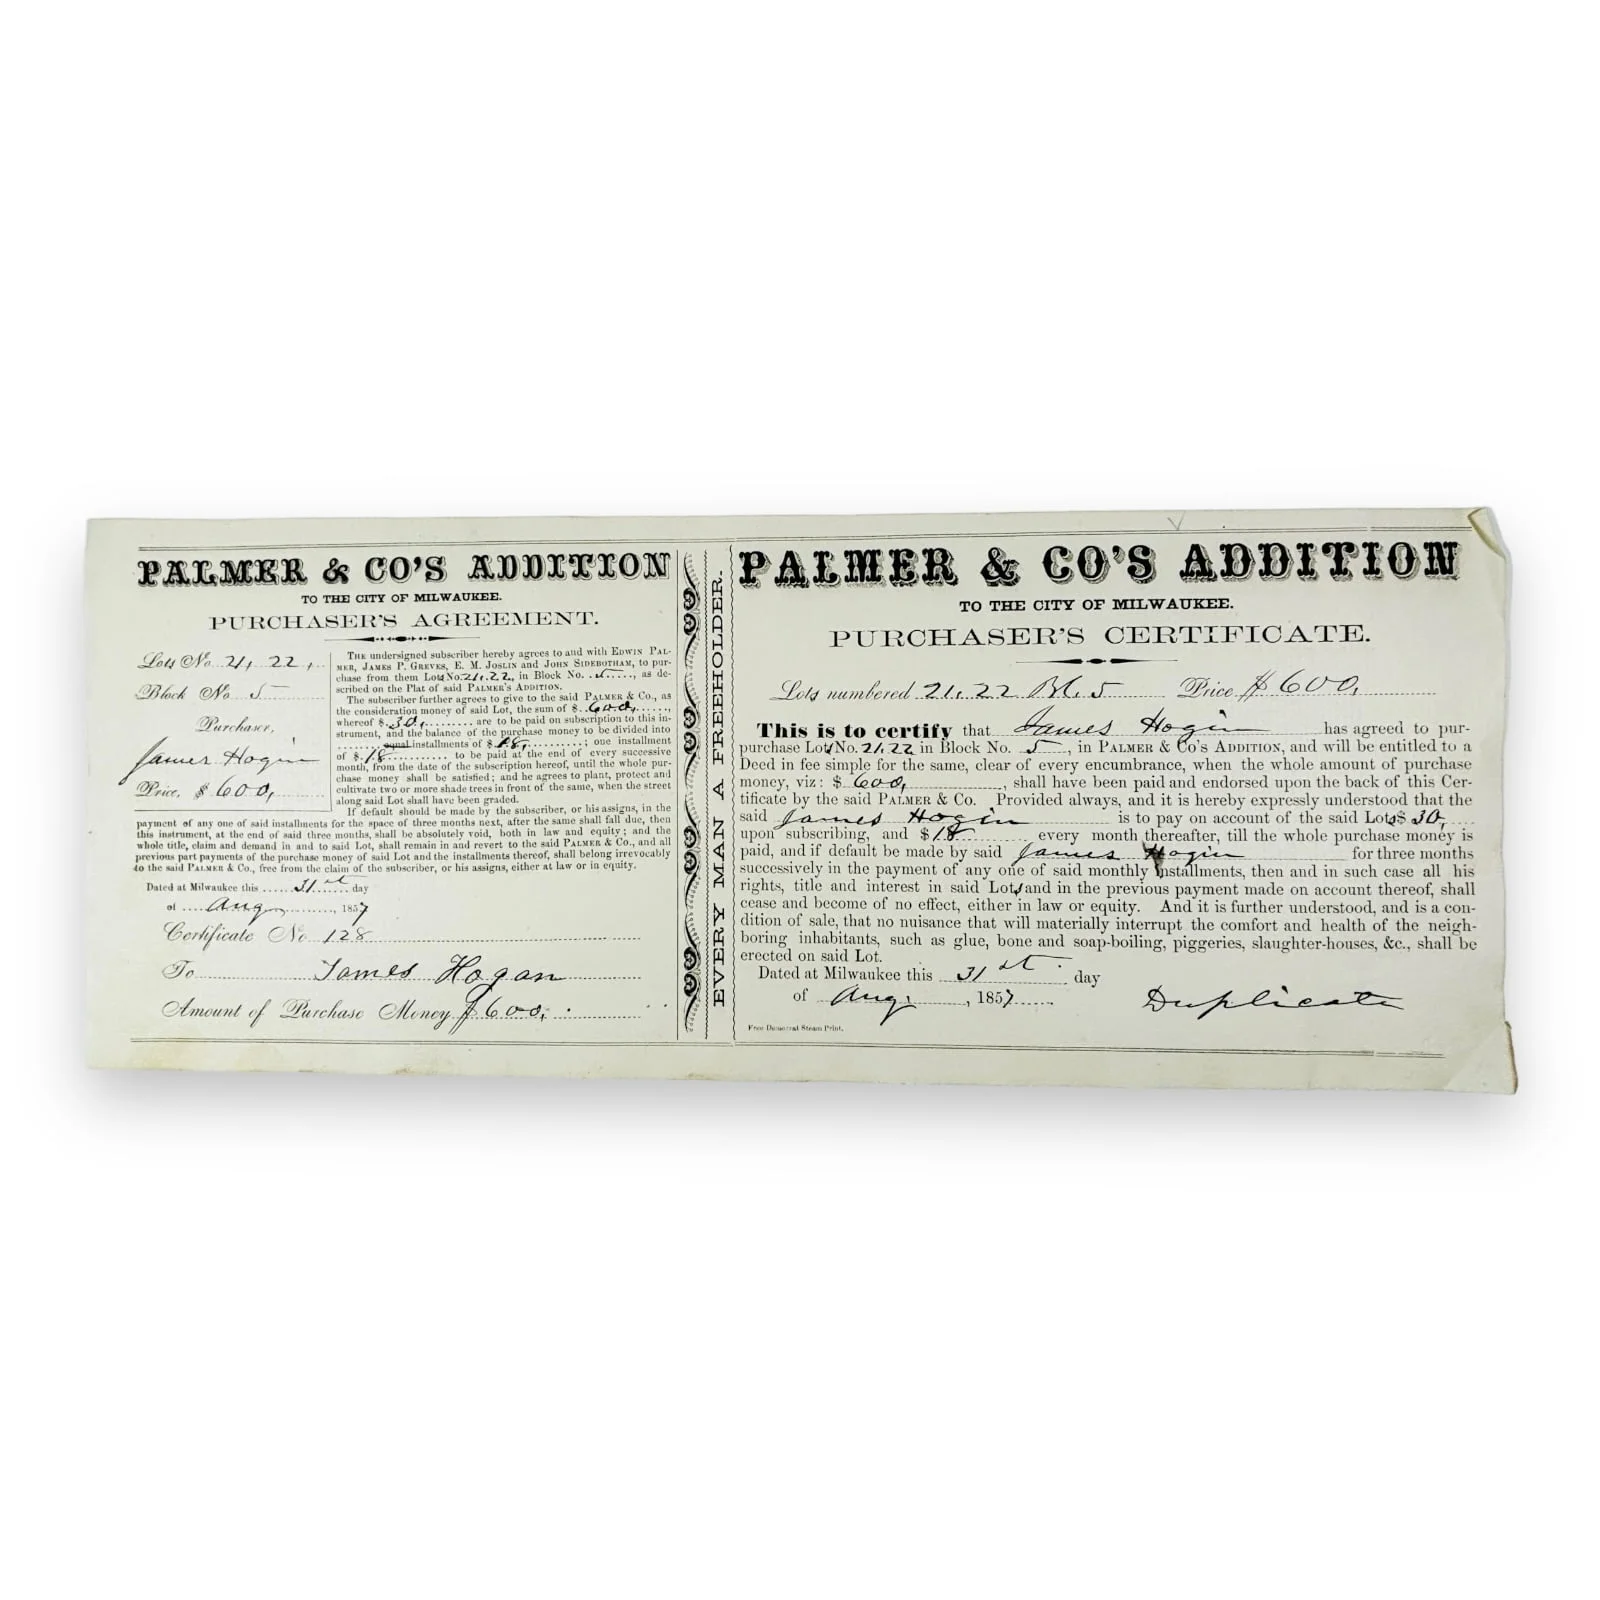 PALMER & CO'S ADDITION
TO THE CITY OF MILWAUKEE.
PURCHASER'S AGREEMENT.
Lots No. 21, 22,
Block No 5
Purchaser,
James Hogin
Price, $ 600,
THE undersigned subscriber hereby agrees to and with EDWIN PAL-
MER, JAMES P. GREVES, E. M. JOSLIN and JOHN SIDEBOTHAM, to pur-
chase from them Lots No. 21, 22, in Block No. 5, as de-
scribed on the Plat of said PALMER'S ADDITION.
The subscriber further agrees to give to the said PALMER & CO., as
the consideration money of said Lot, the sum of $ 600,
whereof $ 30, are to be paid on subscription to this in-
strument, and the balance of the purchase money to be divided into
equal installments of $ 18, ; one installment
of $ 18 to be paid at the end of every successive
month, from the date of the subscription hereof, until the whole pur-
chase money shall be satisfied; and he agrees to plant, protect and
cultivate two or more shade trees in front of the same, when the street
along said Lot shall have been graded.
If default should be made by the subscriber, or his assigns, in the
payment of any one of said installments for the space of three months next, after the same shall fall due, then
this instrument, at the end of said three months, shall be absolutely void, both in law and equity; and the
whole title, claim and demand in and to said Lot, shall remain in and revert to the said PALMER & CO., and all
previous part payments of the purchase money of said Lot and the installments thereof, shall belong irrevocably
to the said PALMER & CO., free from the claim of the subscriber, or his assigns, either at law or in equity.
Dated at Milwaukee this 31st day
of Aug, 1857
Certificate No 128
To James Hogan
Amount of Purchase Money $ 600,
EVERY MAN A FREEHOLDER.
PALMER & CO'S ADDITION
TO THE CITY OF MILWAUKEE.
PURCHASER'S CERTIFICATE.
Lots numbered 21, 22 Bl. 5 Price $ 600,
This is to certify that James Hogin has agreed to pur-
purchase Lots No. 21, 22 in Block No. 5, in PALMER & CO'S ADDITION, and will be entitled to a
Deed in fee simple for the same, clear of every encumbrance, when the whole amount of purchase
money, viz: $ 600, , shall have been paid and endorsed upon the back of this Cer-
tificate by the said PALMER & CO. Provided always, and it is hereby expressly understood that the
said James Hogin is to pay on account of the said Lots $ 30,
upon subscribing, and $ 18 every month thereafter, till the whole purchase money is
paid, and if default be made by said James Hogin for three months
successively in the payment of any one of said monthly installments, then and in such case all his
rights, title and interest in said Lots and in the previous payment made on account thereof, shall
cease and become of no effect, either in law or equity. And it is further understood, and is a con-
dition of sale, that no nuisance that will materially interrupt the comfort and health of the neigh-
boring inhabitants, such as glue, bone and soap-boiling, piggeries, slaughter-houses, &c., shall be
erected on said Lot.
Dated at Milwaukee this 31st day
of Aug, 1857
Duplicate
Free Democrat Steam Print.